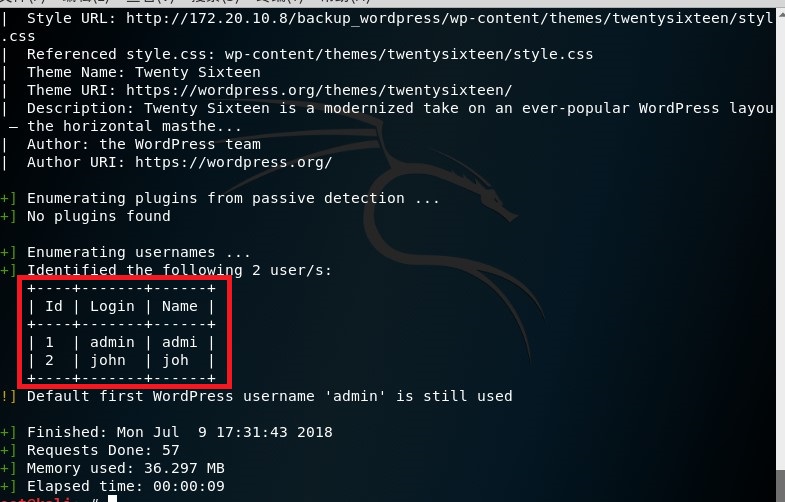 | Style URL: http://172.20.10.8/backup_wordpress/wp-content/themes/twentysixteen/styl
.css
| Referenced style.css: wp-content/themes/twentysixteen/style.css
| Theme Name: Twenty Sixteen
| Theme URI: https://wordpress.org/themes/twentysixteen/
| Description: Twenty Sixteen is a modernized take on an ever-popular WordPress layou
— the horizontal masthe...
| Author: the WordPress team
| Author URI: https://wordpress.org/
+] Enumerating plugins from passive detection ...
+] No plugins found
+] Enumerating usernames ...
+] Identified the following 2 user/s:
+----+-------+------+
| Id | Login | Name |
+----+-------+------+
| 1 | admin | admi |
| 2 | john | joh |
+----+-------+------+
!] Default first WordPress username 'admin' is still used
+] Finished: Mon Jul 9 17:31:43 2018
+] Requests Done: 57
+] Memory used: 36.297 MB
+] Elapsed time: 00:00:09